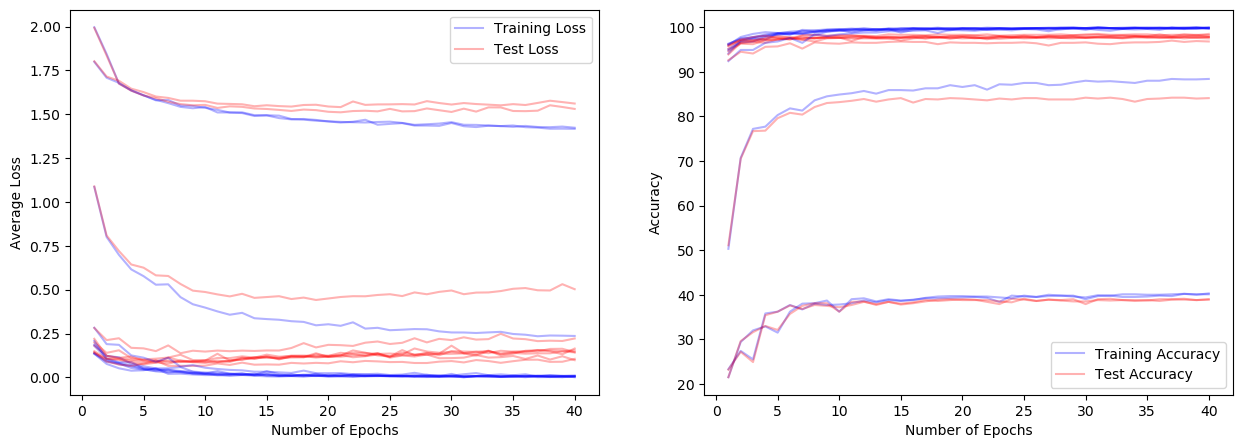 2.00
1.75
1.50
1.25
1.00
0.75
0.50
0.25
0.00
Average Loss
0 5 10 15 20 25 30 35 40
Number of Epochs
Training Loss
Test Loss
100
90
80
70
60
50
40
30
20
Accuracy
0 5 10 15 20 25 30 35 40
Number of Epochs
Training Accuracy
Test Accuracy